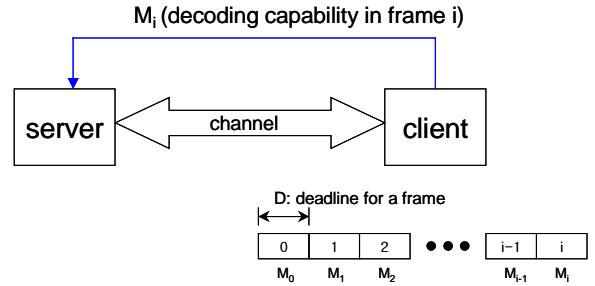 Mi (decoding capability in frame i)
server
channel
client
D: deadline for a frame
0 1 2 ●●● i-1 i
M0 M1 M2 Mi-1 Mi